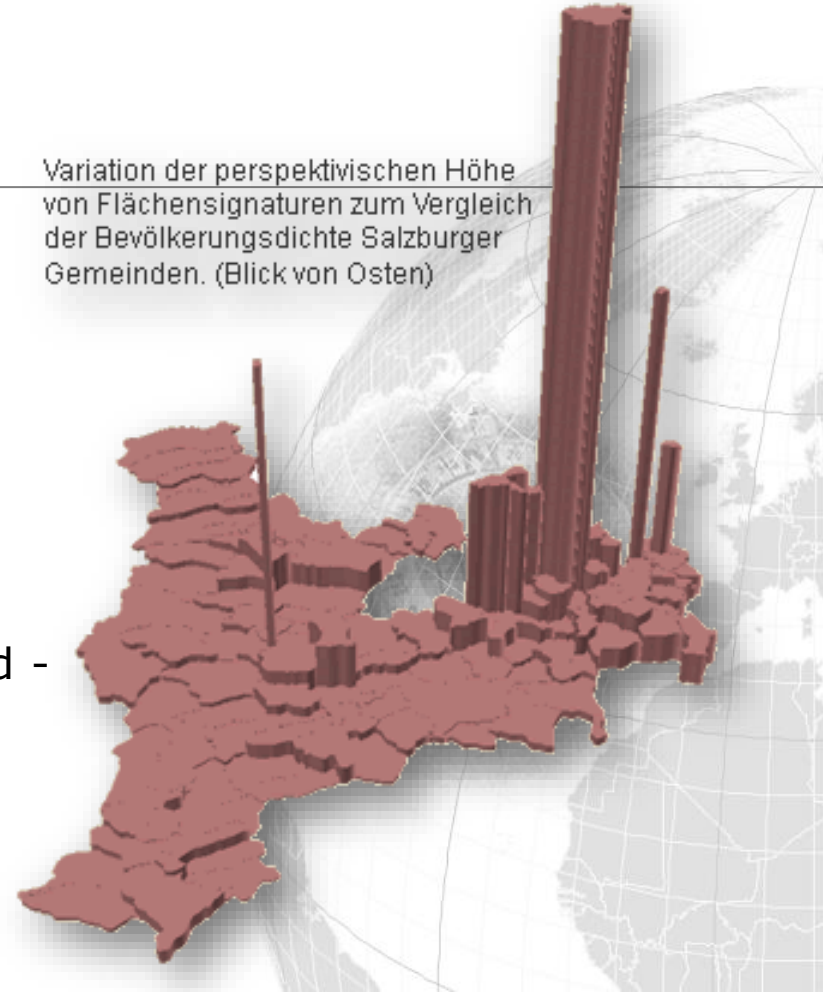 Variation der perspektivischen Höhe
von Flächensignaturen zum Vergleich
der Bevölkerungsdichte Salzburger
Gemeinden. (Blick von Osten)
d -